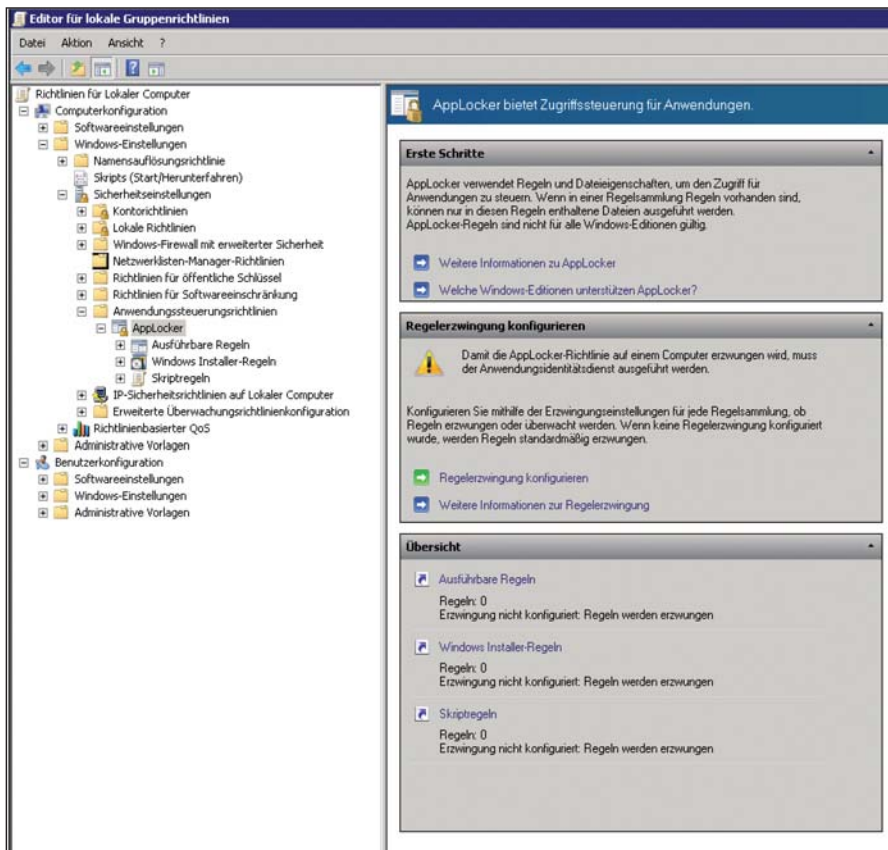 Editor für lokale Gruppenrichtlinien
Datei Aktion Ansicht ?
Richtlinien für Lokaler Computer
Computerkonfiguration
Softwareeinstellungen
Windows-Einstellungen
Namensauflösungsrichtlinie
Skripts (Start/Herunterfahren)
Sicherheitseinstellungen
Kontorichtlinien
Lokale Richtlinien
Windows-Firewall mit erweiterter Sicherheit
Netzwerklisten-Manager-Richtlinien
Richtlinien für öffentliche Schlüssel
Richtlinien für Softwareeinschränkung
Anwendungssteuerungsrichtlinien
AppLocker
Ausführbare Regeln
Windows Installer-Regeln
Skriptregeln
IP-Sicherheitsrichtlinien auf Lokaler Computer
Erweiterte Überwachungsrichtlinienkonfiguration
Richtlinienbasierter QoS
Administrative Vorlagen
Benutzerkonfiguration
Softwareeinstellungen
Windows-Einstellungen
Administrative Vorlagen
AppLocker bietet Zugriffssteuerung für Anwendungen.
Erste Schritte
AppLocker verwendet Regeln und Dateieigenschaften, um den Zugriff für
Anwendungen zu steuern. Wenn in einer Regelsammlung Regeln vorhanden sind,
können nur in diesen Regeln enthaltene Dateien ausgeführt werden.
AppLocker-Regeln sind nicht für alle Windows-Editionen gültig.
Weitere Informationen zu AppLocker
Welche Windows-Editionen unterstützen AppLocker?
Regelerzwingung konfigurieren
Damit die AppLocker-Richtlinie auf einem Computer erzwungen wird, muss
der Anwendungsidentitätsdienst ausgeführt werden.
Konfigurieren Sie mithilfe der Erzwingungseinstellungen für jede Regelsammlung, ob
Regeln erzwungen oder überwacht werden. Wenn keine Regelerzwingung konfiguriert
wurde, werden Regeln standardmäßig erzwungen.
Regelerzwingung konfigurieren
Weitere Informationen zur Regelerzwingung
Übersicht
Ausführbare Regeln
Regeln: 0
Erzwingung nicht konfiguriert: Regeln werden erzwungen
Windows Installer-Regeln
Regeln: 0
Erzwingung nicht konfiguriert: Regeln werden erzwungen
Skriptregeln
Regeln: 0
Erzwingung nicht konfiguriert: Regeln werden erzwungen